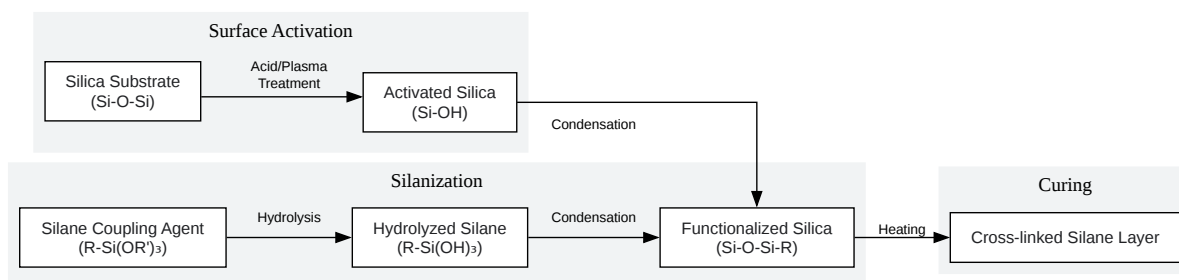 Surface Activation
Silica Substrate
(Si-O-Si)
Acid/Plasma
Treatment
Activated Silica
(Si-OH)
Condensation
Silanization
Silane Coupling Agent
(R-Si(OR')₃)
Hydrolysis
Hydrolyzed Silane
(R-Si(OH)₃)
Condensation
Functionalized Silica
(Si-O-Si-R)
Heating
Curing
Cross-linked Silane Layer